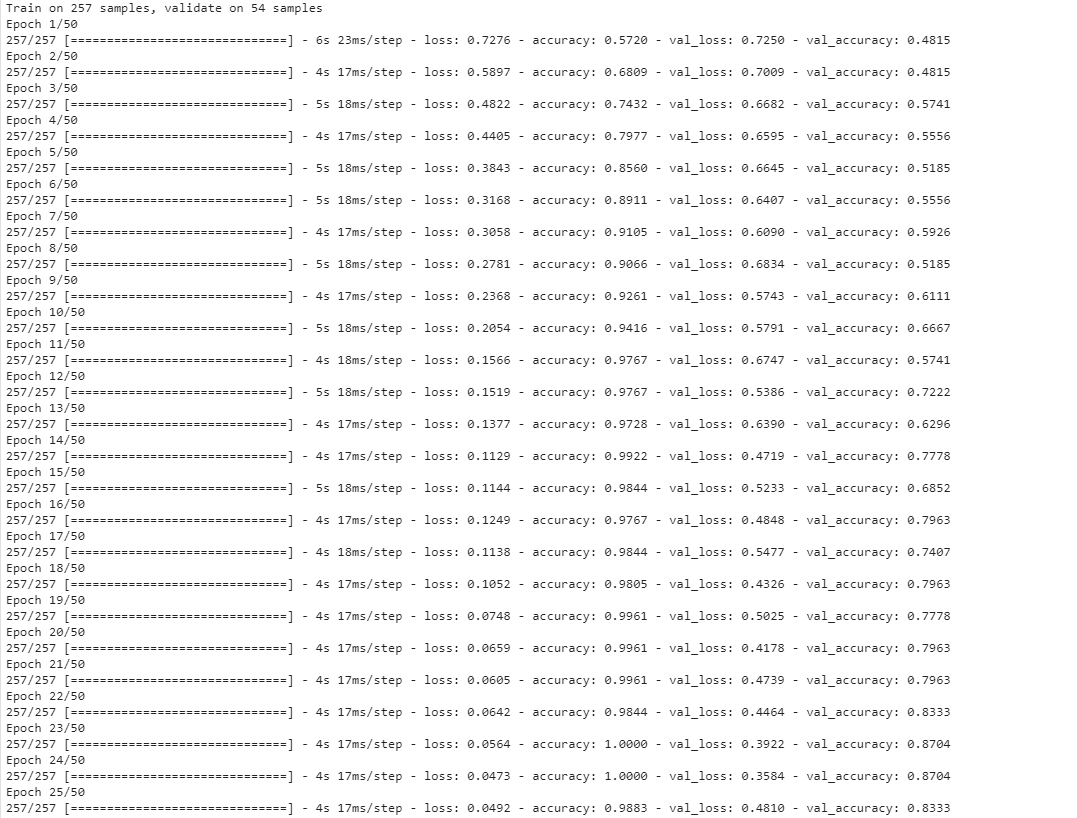 Train on 257 samples, validate on 54 samples
Epoch 1/50
257/257 [==============================] - 6s 23ms/step - loss: 0.7276 - accuracy: 0.5720 - val_loss: 0.7250 - val_accuracy: 0.4815
Epoch 2/50
257/257 [==============================] - 4s 17ms/step - loss: 0.5897 - accuracy: 0.6809 - val_loss: 0.7009 - val_accuracy: 0.4815
Epoch 3/50
257/257 [==============================] - 5s 18ms/step - loss: 0.4822 - accuracy: 0.7432 - val_loss: 0.6682 - val_accuracy: 0.5741
Epoch 4/50
257/257 [==============================] - 4s 17ms/step - loss: 0.4405 - accuracy: 0.7977 - val_loss: 0.6595 - val_accuracy: 0.5556
Epoch 5/50
257/257 [==============================] - 5s 18ms/step - loss: 0.3843 - accuracy: 0.8560 - val_loss: 0.6645 - val_accuracy: 0.5185
Epoch 6/50
257/257 [==============================] - 5s 18ms/step - loss: 0.3168 - accuracy: 0.8911 - val_loss: 0.6407 - val_accuracy: 0.5556
Epoch 7/50
257/257 [==============================] - 4s 17ms/step - loss: 0.3058 - accuracy: 0.9105 - val_loss: 0.6090 - val_accuracy: 0.5926
Epoch 8/50
257/257 [==============================] - 5s 18ms/step - loss: 0.2781 - accuracy: 0.9066 - val_loss: 0.6834 - val_accuracy: 0.5185
Epoch 9/50
257/257 [==============================] - 4s 17ms/step - loss: 0.2368 - accuracy: 0.9261 - val_loss: 0.5743 - val_accuracy: 0.6111
Epoch 10/50
257/257 [==============================] - 5s 18ms/step - loss: 0.2054 - accuracy: 0.9416 - val_loss: 0.5791 - val_accuracy: 0.6667
Epoch 11/50
257/257 [==============================] - 4s 18ms/step - loss: 0.1566 - accuracy: 0.9767 - val_loss: 0.6747 - val_accuracy: 0.5741
Epoch 12/50
257/257 [==============================] - 5s 18ms/step - loss: 0.1519 - accuracy: 0.9767 - val_loss: 0.5386 - val_accuracy: 0.7222
Epoch 13/50
257/257 [==============================] - 4s 17ms/step - loss: 0.1377 - accuracy: 0.9728 - val_loss: 0.6390 - val_accuracy: 0.6296
Epoch 14/50
257/257 [==============================] - 4s 17ms/step - loss: 0.1129 - accuracy: 0.9922 - val_loss: 0.4719 - val_accuracy: 0.7778
Epoch 15/50
257/257 [==============================] - 5s 18ms/step - loss: 0.1144 - accuracy: 0.9844 - val_loss: 0.5233 - val_accuracy: 0.6852
Epoch 16/50
257/257 [==============================] - 4s 17ms/step - loss: 0.1249 - accuracy: 0.9767 - val_loss: 0.4848 - val_accuracy: 0.7963
Epoch 17/50
257/257 [==============================] - 4s 18ms/step - loss: 0.1138 - accuracy: 0.9844 - val_loss: 0.5477 - val_accuracy: 0.7407
Epoch 18/50
257/257 [==============================] - 4s 17ms/step - loss: 0.1052 - accuracy: 0.9805 - val_loss: 0.4326 - val_accuracy: 0.7963
Epoch 19/50
257/257 [==============================] - 4s 17ms/step - loss: 0.0748 - accuracy: 0.9961 - val_loss: 0.5025 - val_accuracy: 0.7778
Epoch 20/50
257/257 [==============================] - 4s 17ms/step - loss: 0.0659 - accuracy: 0.9961 - val_loss: 0.4178 - val_accuracy: 0.7963
Epoch 21/50
257/257 [==============================] - 4s 17ms/step - loss: 0.0605 - accuracy: 0.9961 - val_loss: 0.4739 - val_accuracy: 0.7963
Epoch 22/50
257/257 [==============================] - 4s 17ms/step - loss: 0.0642 - accuracy: 0.9844 - val_loss: 0.4464 - val_accuracy: 0.8333
Epoch 23/50
257/257 [==============================] - 4s 17ms/step - loss: 0.0564 - accuracy: 1.0000 - val_loss: 0.3922 - val_accuracy: 0.8704
Epoch 24/50
257/257 [==============================] - 4s 17ms/step - loss: 0.0473 - accuracy: 1.0000 - val_loss: 0.3584 - val_accuracy: 0.8704
Epoch 25/50
257/257 [==============================] - 4s 17ms/step - loss: 0.0492 - accuracy: 0.9883 - val_loss: 0.4810 - val_accuracy: 0.8333